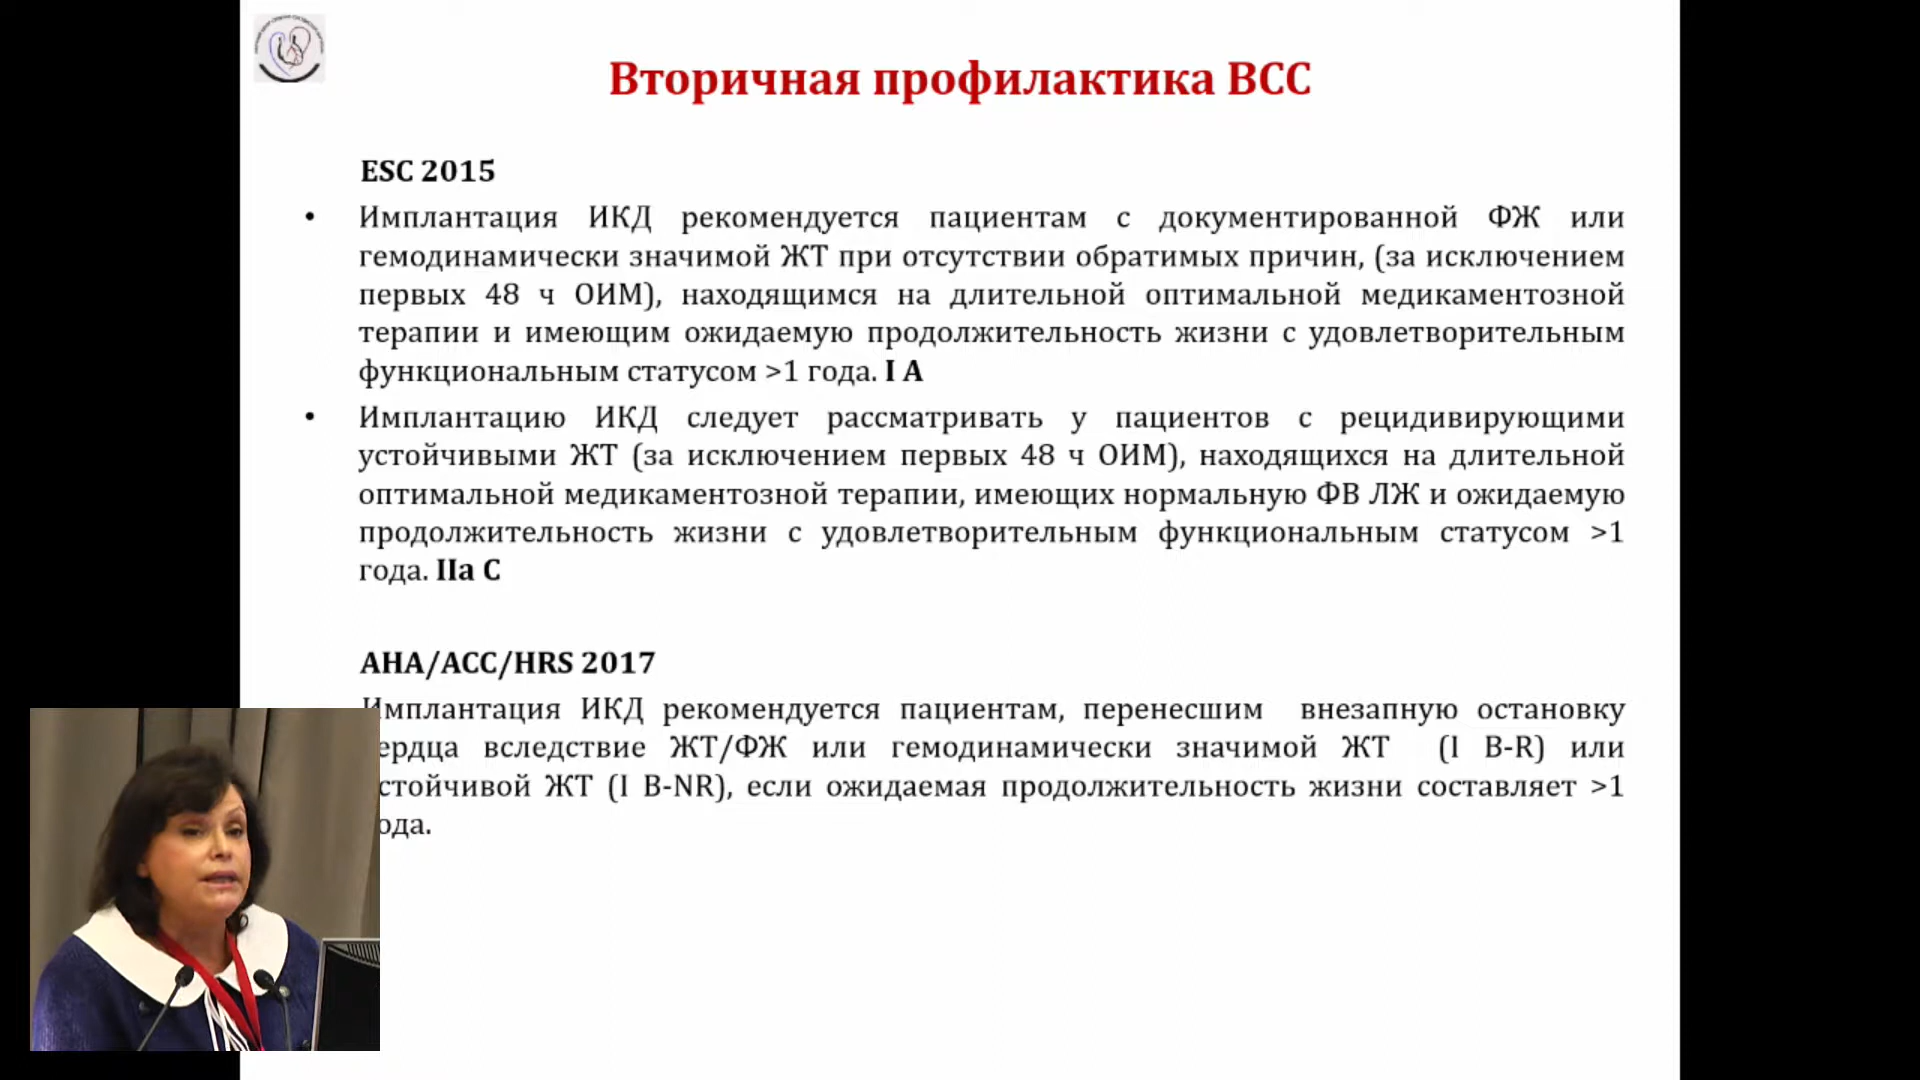 Вторичная профилактика ВСС
ESC 2015
• Имплантация ИКД рекомендуется пациентам с документированной ФЖ или
гемодинамически значимой ЖТ при отсутствии обратимых причин, (за исключением
первых 48 ч ОИМ), находящимся на длительной оптимальной медикаментозной
терапии и имеющим ожидаемую продолжительность жизни с удовлетворительным
функциональным статусом >1 года. I A
• Имплантацию ИКД следует рассматривать у пациентов с рецидивирующими
устойчивыми ЖТ (за исключением первых 48 ч ОИМ), находящихся на длительной
оптимальной медикаментозной терапии, имеющих нормальную ФВ ЛЖ и ожидаемую
продолжительность жизни с удовлетворительным функциональным статусом >1
года. IIa C
AHA/ACC/HRS 2017
Имплантация ИКД рекомендуется пациентам, перенесшим внезапную остановку
ердца вследствие ЖТ/ФЖ или гемодинамически значимой ЖТ (I B-R) или
стойчивой ЖТ (I B-NR), если ожидаемая продолжительность жизни составляет >1
ода.